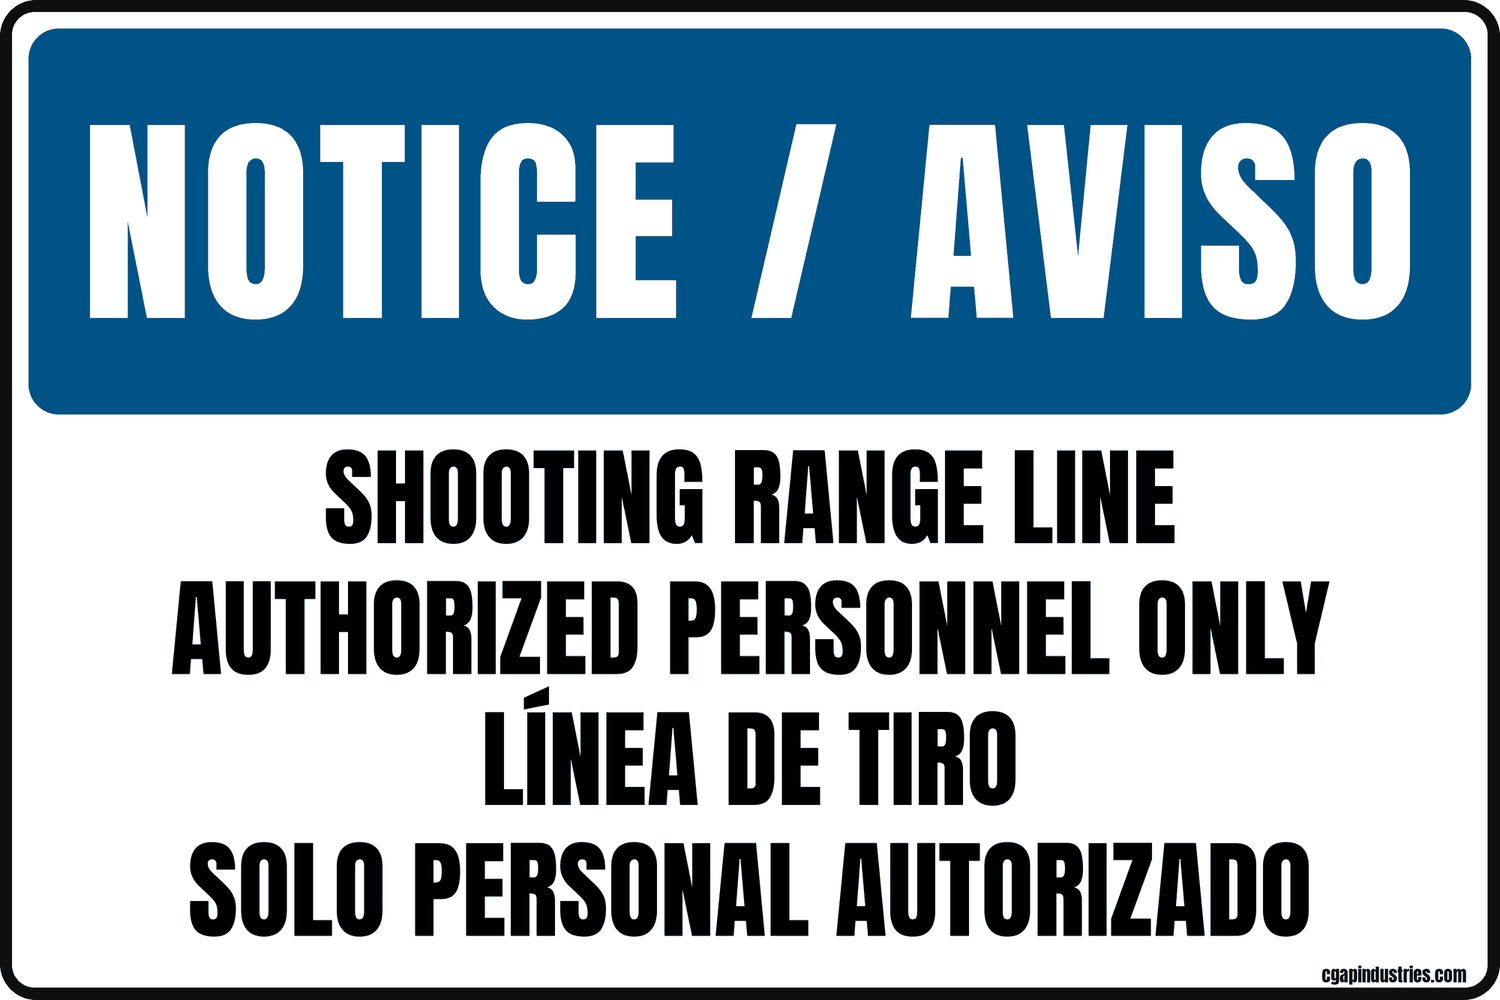 NOTICE / AVISO
SHOOTING RANGE LINE
AUTHORIZED PERSONNEL ONLY
LÍNEA DE TIRO
SOLO PERSONAL AUTORIZADO
cgapindustries.com